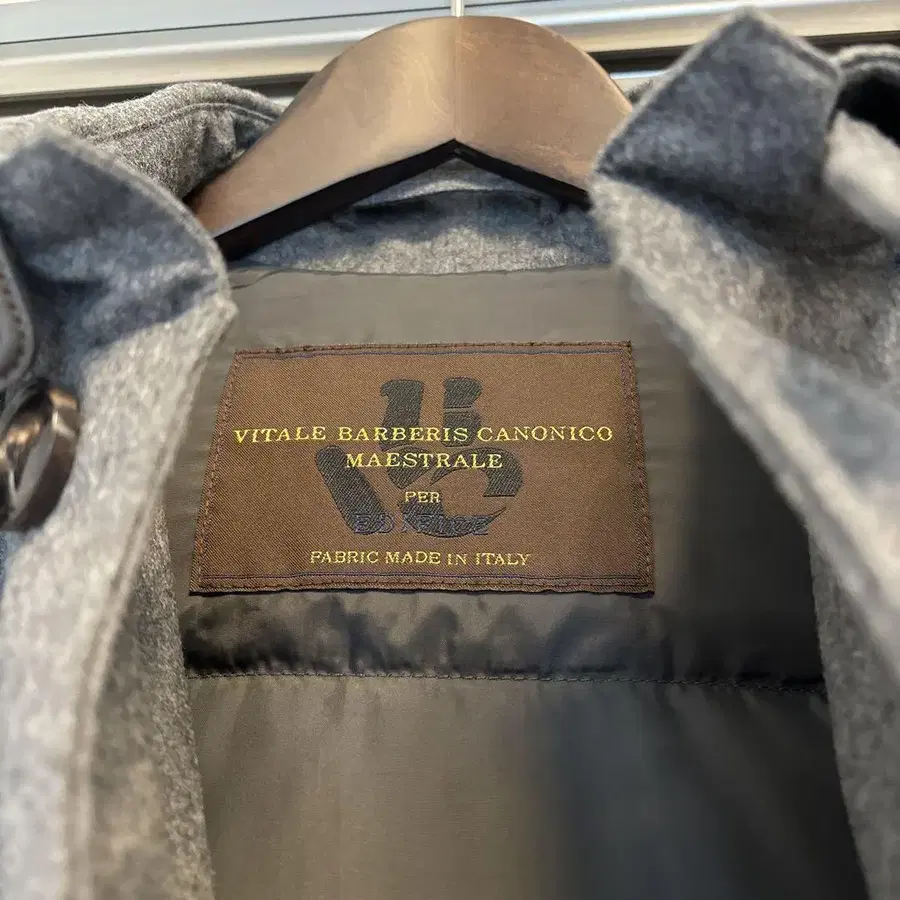 VITALE BARBERIS CANONICO
MAESTRALE
PER
FABRIC MADE IN ITALY